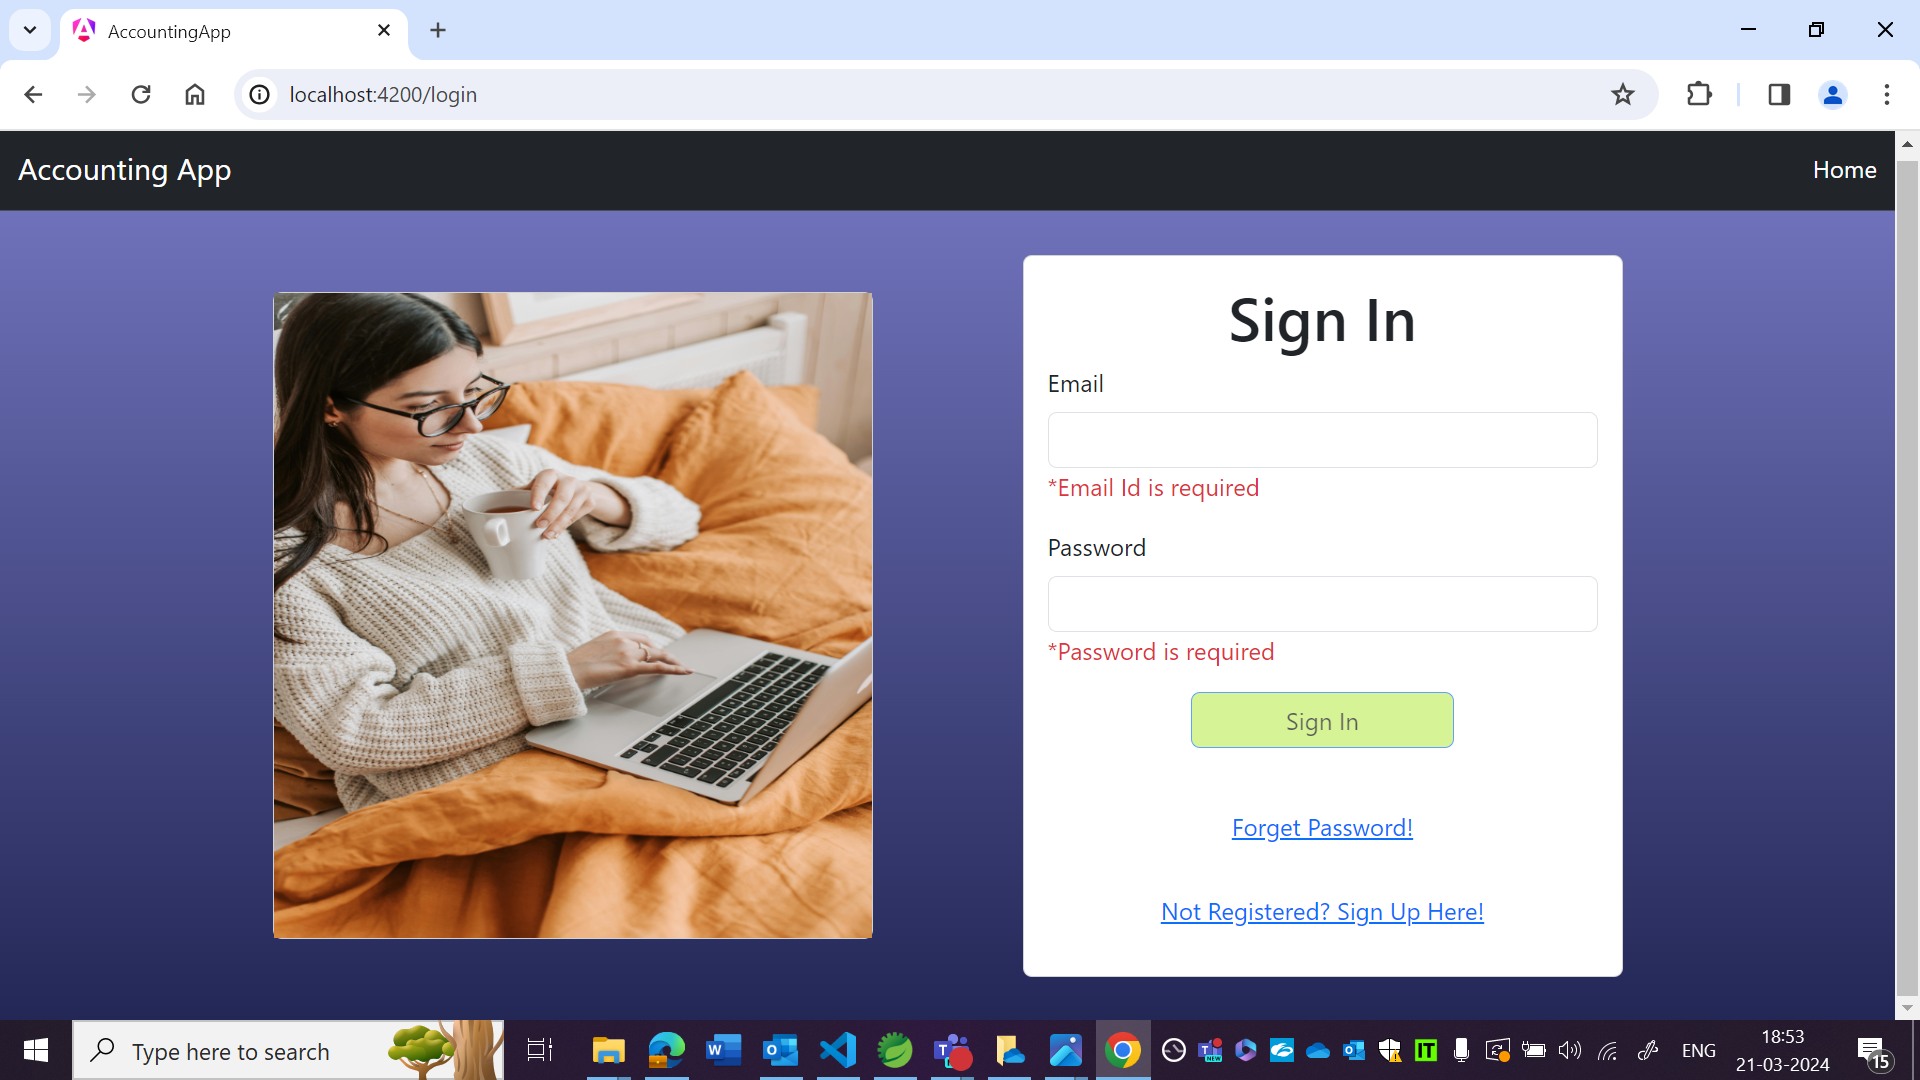 AccountingApp
localhost:4200/login
Accounting App
Home
Sign In
Email
*Email Id is required
Password
*Password is required
Sign In
Forget Password!
Not Registered? Sign Up Here!
Type here to search
ENG
18:53
21-03-2024
15